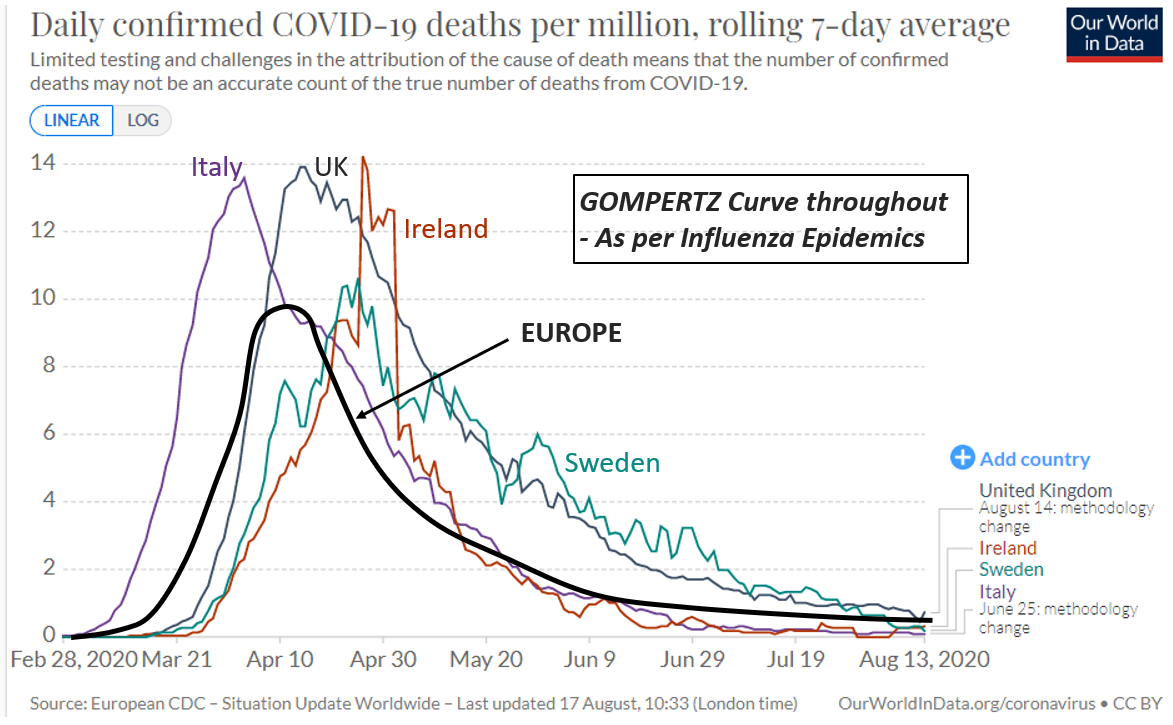 Daily confirmed COVID-19 deaths per million, rolling 7-day average
Our World
in Data
Limited testing and challenges in the attribution of the cause of death means that the number of confirmed
deaths may not be an accurate count of the true number of deaths from COVID-19.
LINEAR LOG
14
Italy
UK
GOMPERTZ Curve throughout
- As per Influenza Epidemics
12
Ireland
10
EUROPE
8
6
Sweden
Add country
4
United Kingdom
August 14: methodology
change
Ireland
2
Sweden
Italy
June 25: methodology
change
0
Feb 28, 2020 Mar 21 Apr 10 Apr 30 May 20 Jun 9 Jun 29 Jul 19 Aug 13, 2020
Source: European CDC – Situation Update Worldwide – Last updated 17 August, 10:33 (London time) OurWorldInData.org/coronavirus • CC BY